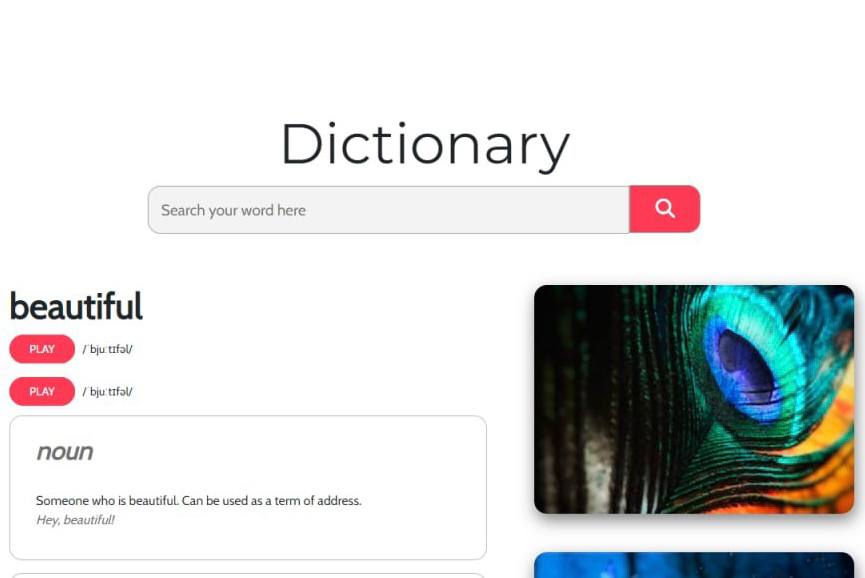 Dictionary
Search your word here
beautiful
PLAY /ˈbjuːtɪfəl/
PLAY /ˈbjuːtɪfəl/
noun
Someone who is beautiful. Can be used as a term of address.
Hey, beautiful!